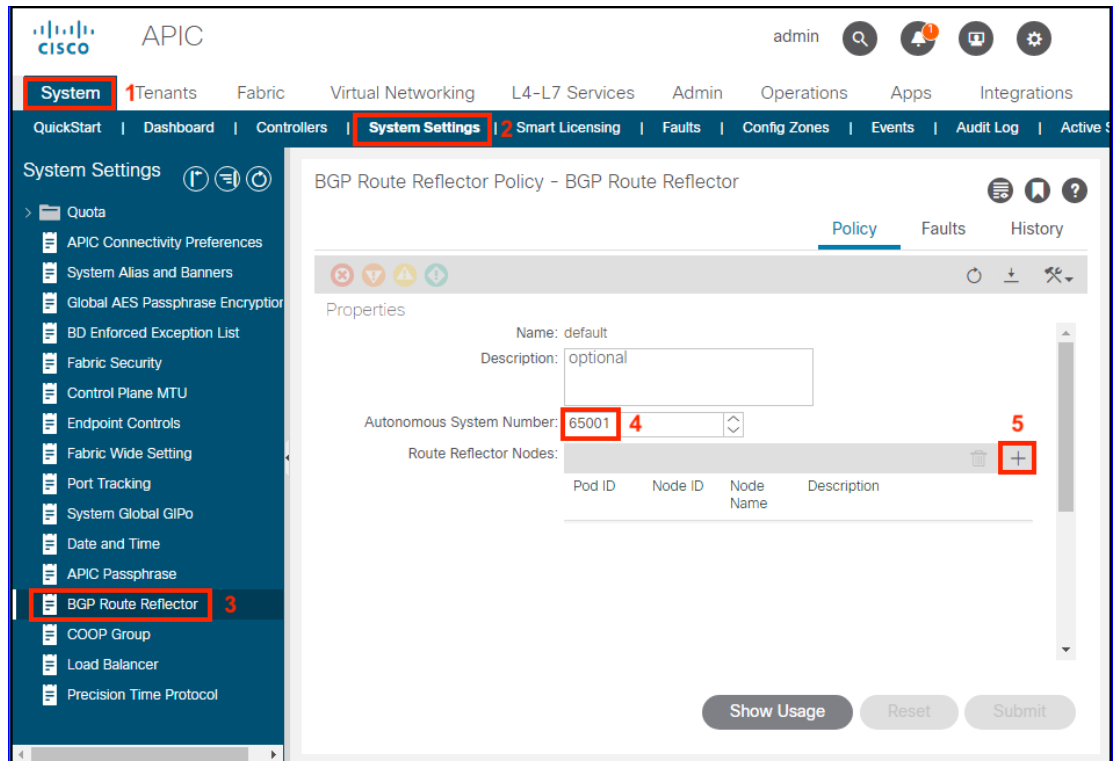 CISCO APIC admin 1
System 1 Tenants Fabric Virtual Networking L4-L7 Services Admin Operations Apps Integrations
QuickStart | Dashboard | Controllers | System Settings | 2 Smart Licensing | Faults | Config Zones | Events | Audit Log | Active S
System Settings
Quota
APIC Connectivity Preferences
System Alias and Banners
Global AES Passphrase Encryption
BD Enforced Exception List
Fabric Security
Control Plane MTU
Endpoint Controls
Fabric Wide Setting
Port Tracking
System Global GIPo
Date and Time
APIC Passphrase
BGP Route Reflector 3
COOP Group
Load Balancer
Precision Time Protocol
BGP Route Reflector Policy - BGP Route Reflector
Policy Faults History
Properties
Name: default
Description: optional
Autonomous System Number: 65001 4
5
Route Reflector Nodes: +
Pod ID Node ID Node Name Description
Show Usage Reset Submit